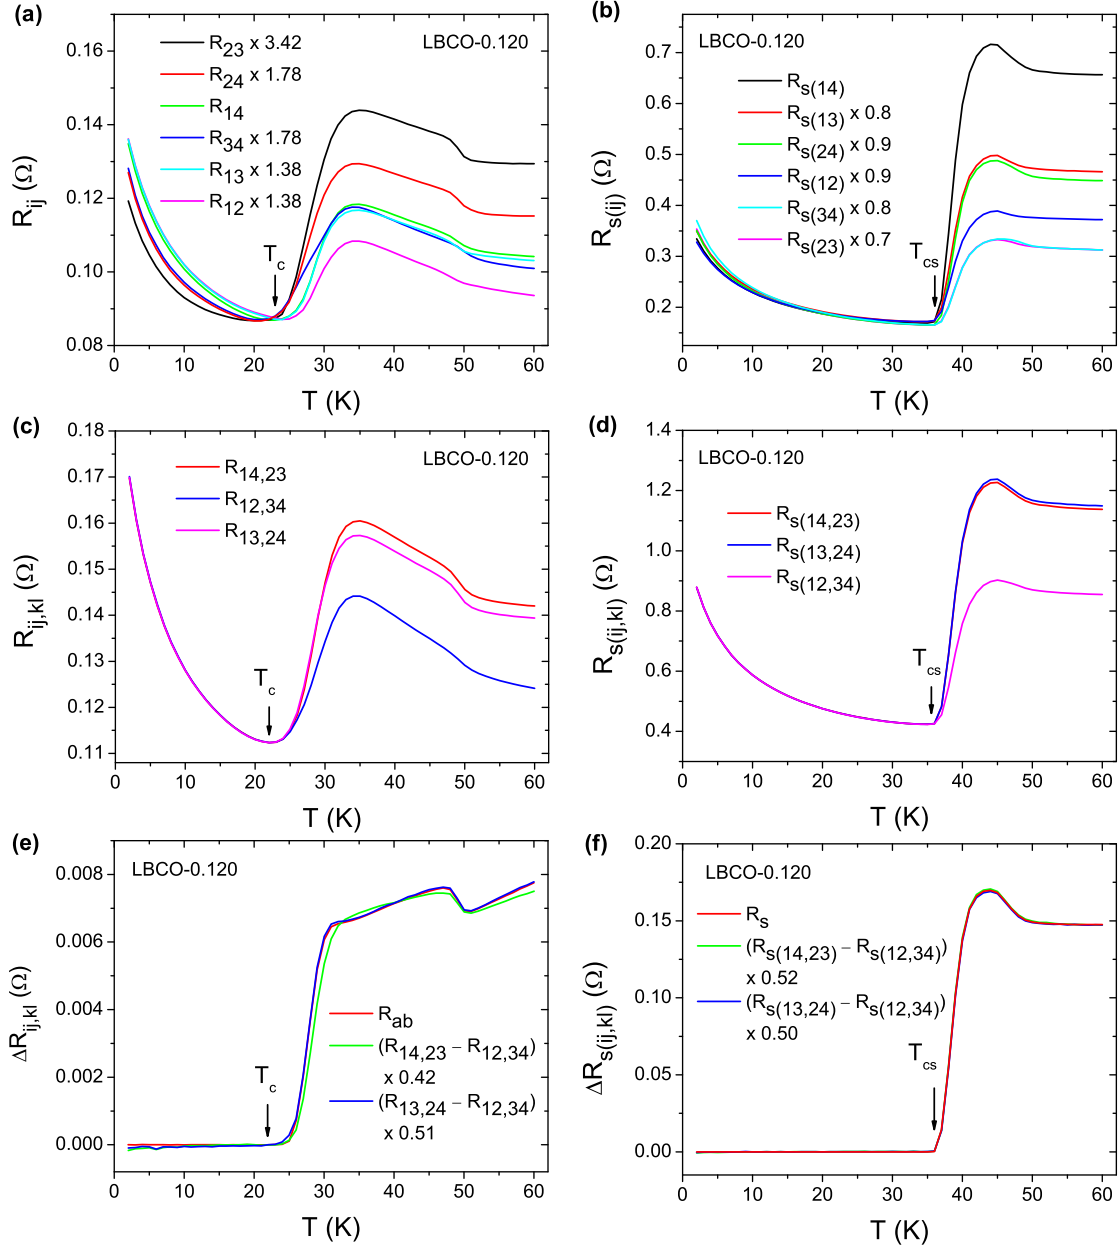 (a)
LBCO-0.120
R23 x 3.42
R24 x 1.78
R14
R34 x 1.78
R13 x 1.38
R12 x 1.38
Tc
Rij (Ω)
0.16
0.14
0.12
0.10
0.08
0 10 20 30 40 50 60
T (K)
(b)
LBCO-0.120
Rs(14)
Rs(13) x 0.8
Rs(24) x 0.9
Rs(12) x 0.9
Rs(34) x 0.8
Rs(23) x 0.7
Tcs
Rs(ij) (Ω)
0.7
0.6
0.5
0.4
0.3
0.2
0 10 20 30 40 50 60
T (K)
(c)
LBCO-0.120
R14,23
R12,34
R13,24
Tc
Rij,kl (Ω)
0.18
0.17
0.16
0.15
0.14
0.13
0.12
0.11
0 10 20 30 40 50 60
T (K)
(d)
LBCO-0.120
Rs(14,23)
Rs(13,24)
Rs(12,34)
Tcs
Rs(ij,kl) (Ω)
1.4
1.2
1.0
0.8
0.6
0.4
0 10 20 30 40 50 60
T (K)
(e)
LBCO-0.120
Rab
(R14,23 − R12,34)
x 0.42
(R13,24 − R12,34)
x 0.51
Tc
ΔRij,kl (Ω)
0.008
0.006
0.004
0.002
0.000
0 10 20 30 40 50 60
T (K)
(f)
LBCO-0.120
Rs
(Rs(14,23) − Rs(12,34))
x 0.52
(Rs(13,24) − Rs(12,34))
x 0.50
Tcs
ΔRs(ij,kl) (Ω)
0.20
0.15
0.10
0.05
0.00
0 10 20 30 40 50 60
T (K)